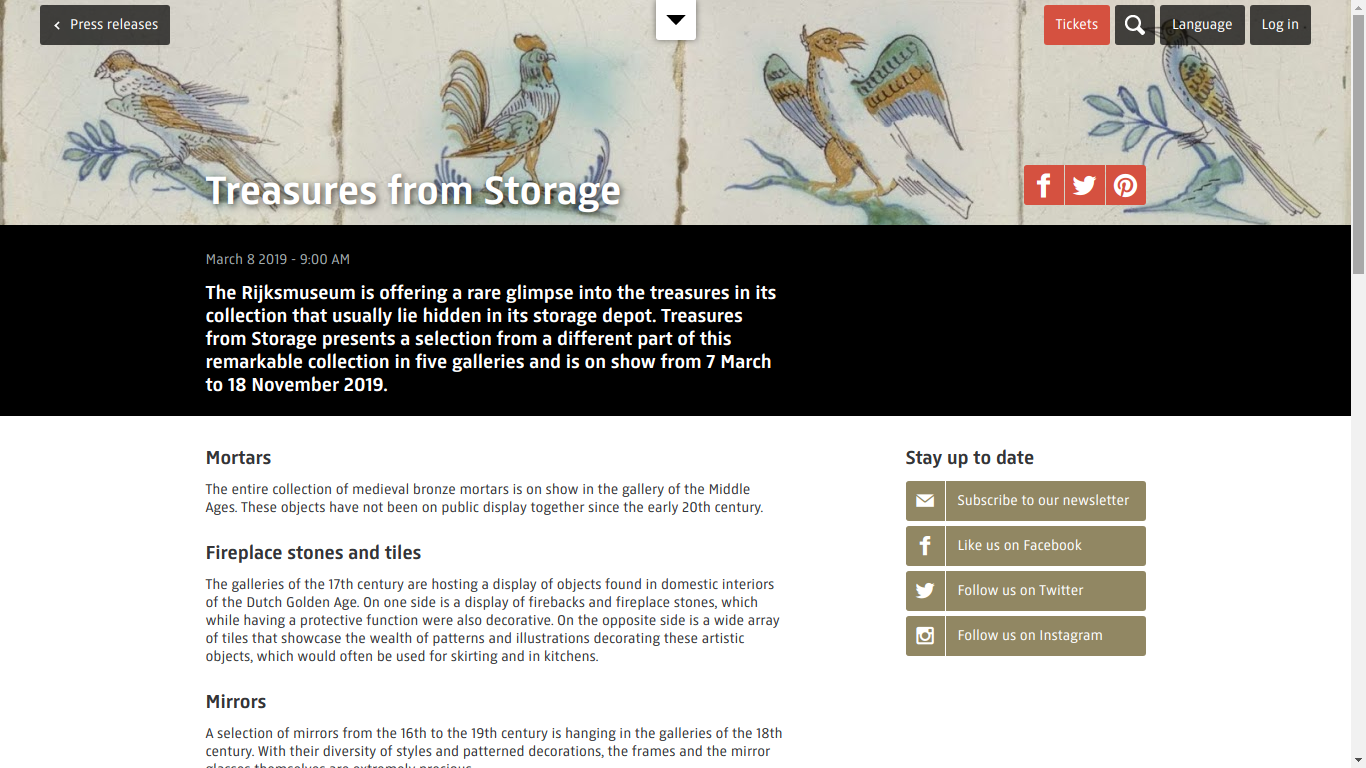 Press releases
Tickets
Language
Log in
Treasures from Storage
March 8 2019 - 9:00 AM
The Rijksmuseum is offering a rare glimpse into the treasures in its
collection that usually lie hidden in its storage depot. Treasures
from Storage presents a selection from a different part of this
remarkable collection in five galleries and is on show from 7 March
to 18 November 2019.
Mortars
The entire collection of medieval bronze mortars is on show in the gallery of the Middle
Ages. These objects have not been on public display together since the early 20th century.
Fireplace stones and tiles
The galleries of the 17th century are hosting a display of objects found in domestic interiors
of the Dutch Golden Age. On one side is a display of firebacks and fireplace stones, which
while having a protective function were also decorative. On the opposite side is a wide array
of tiles that showcase the wealth of patterns and illustrations decorating these artistic
objects, which would often be used for skirting and in kitchens.
Mirrors
A selection of mirrors from the 16th to the 19th century is hanging in the galleries of the 18th
century. With their diversity of styles and patterned decorations, the frames and the mirror
glasses themselves are extremely precious.
Stay up to date
Subscribe to our newsletter
Like us on Facebook
Follow us on Twitter
Follow us on Instagram